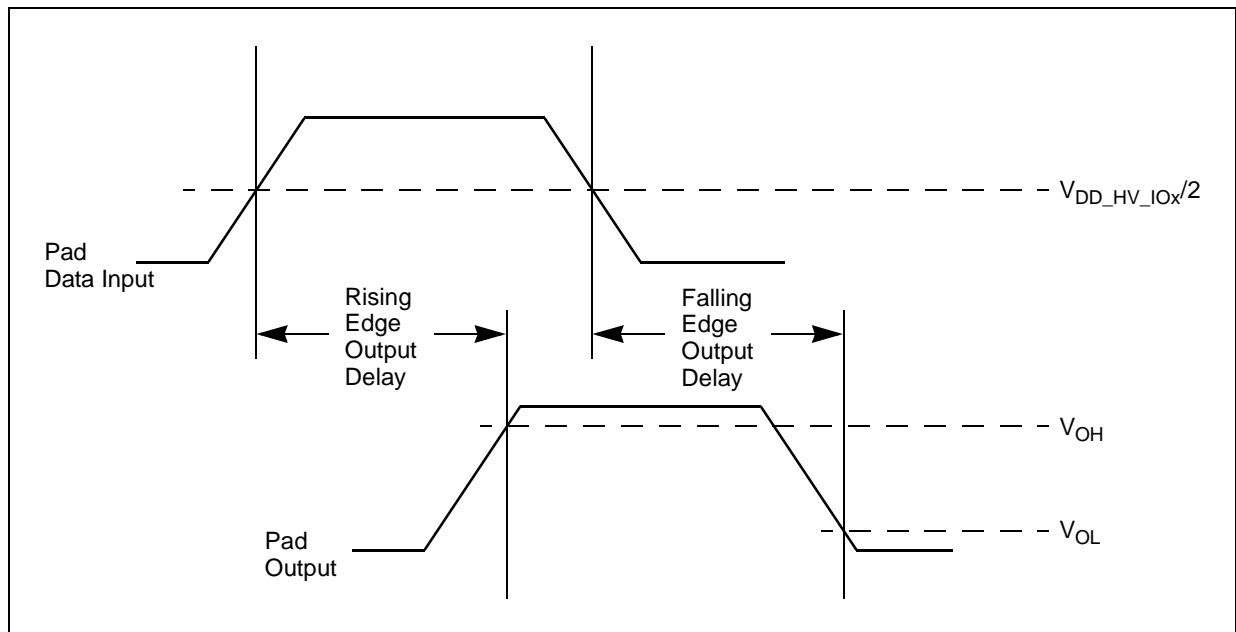 V_DD_HV_IOx/2
Pad
Data Input
Rising
Edge
Output
Delay
Falling
Edge
Output
Delay
V_OH
V_OL
Pad
Output